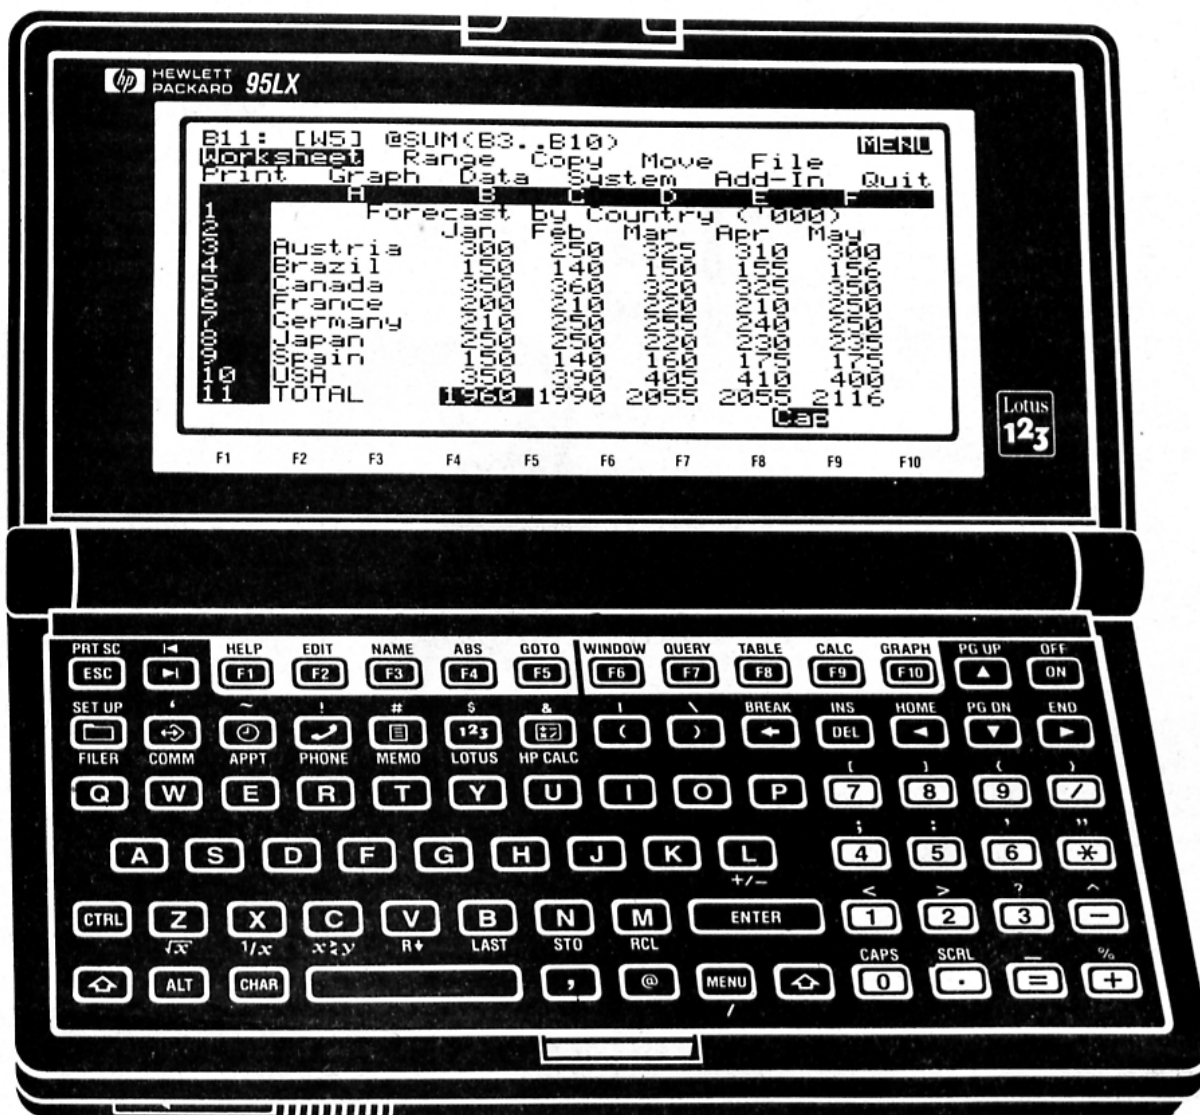 hp HEWLETT PACKARD 95LX
B11: [W5] @SUM(B3..B10) MENU
Worksheet Range Copy Move File
Print Graph Data System Add-In Quit
A B C D E F
1 Forecast by Country ('000)
2 Jan Feb Mar Apr May
3 Austria 300 250 325 310 300
4 Brazil 150 140 150 155 156
5 Canada 350 360 320 325 350
6 France 200 210 220 210 250
7 Germany 210 250 255 240 250
8 Japan 250 250 220 230 235
9 Spain 150 140 160 175 175
10 USA 350 390 405 410 400
11 TOTAL 1960 1990 2055 2055 2116
Cap
Lotus
123
F1 F2 F3 F4 F5 F6 F7 F8 F9 F10
PRT SC HELP EDIT NAME ABS GOTO WINDOW QUERY TABLE CALC GRAPH PG UP OFF
ESC F1 F2 F3 F4 F5 F6 F7 F8 F9 F10 ON
SET UP ‘ ~ ! # $ & | \ BREAK INS HOME PG DN END
123 ( ) DEL
FILER COMM APPT PHONE MEMO LOTUS HP CALC
[ ] { }
Q W E R T Y U I O P 7 8 9 /
; : ' "
A S D F G H J K L 4 5 6 *
+/−
< > ? ^
CTRL Z X C V B N M ENTER 1 2 3 −
√x 1/x x≷y R↓ LAST STO RCL
CAPS SCRL _ %
ALT CHAR , @ MENU 0 . = +
/